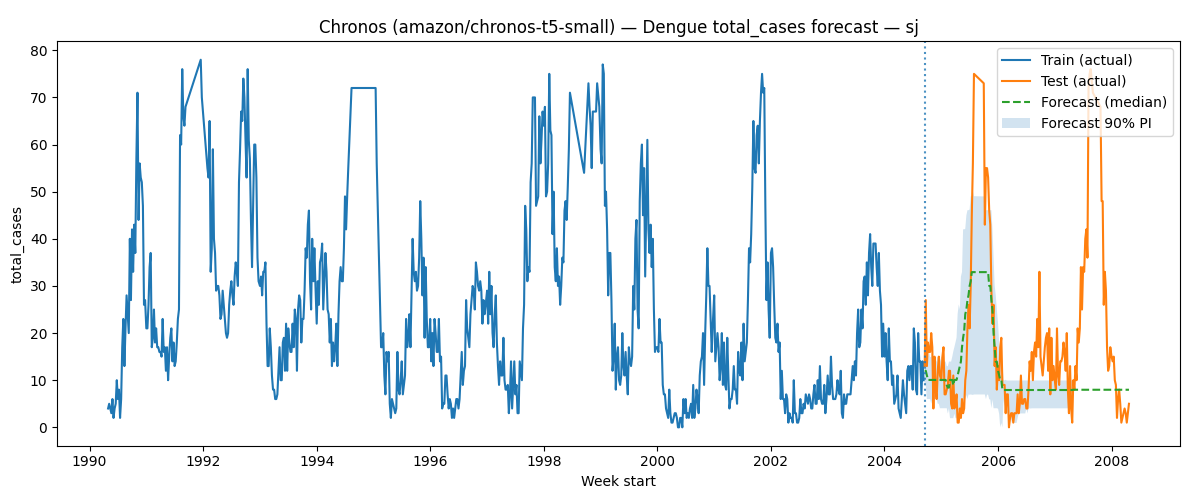 Chronos (amazon/chronos-t5-small) — Dengue total_cases forecast — sj
80
70
60
50
40
30
20
10
0
total_cases
Train (actual)
Test (actual)
Forecast (median)
Forecast 90% PI
1990
1992
1994
1996
1998
2000
2002
2004
2006
2008
Week start